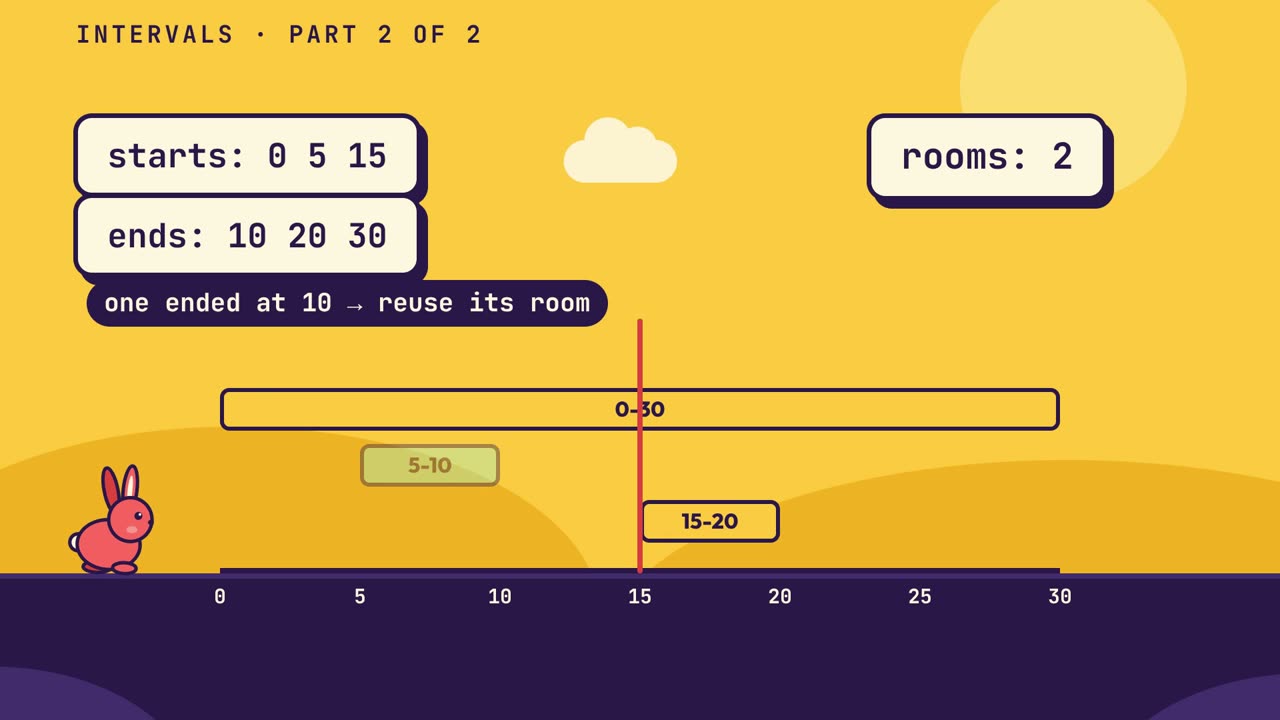 INTERVALS · PART 2 OF 2
starts: 0 5 15
rooms: 2
ends: 10 20 30
one ended at 10 → reuse its room
0-30
5-10
15-20
0 5 10 15 20 25 30